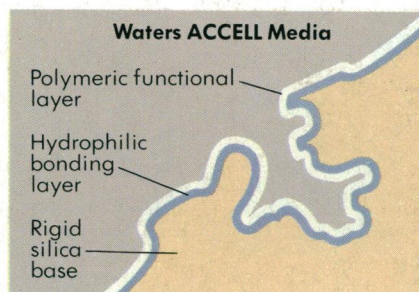 Waters ACCELL Media
Polymeric functional
layer
Hydrophilic
bonding
layer
Rigid
silica
base